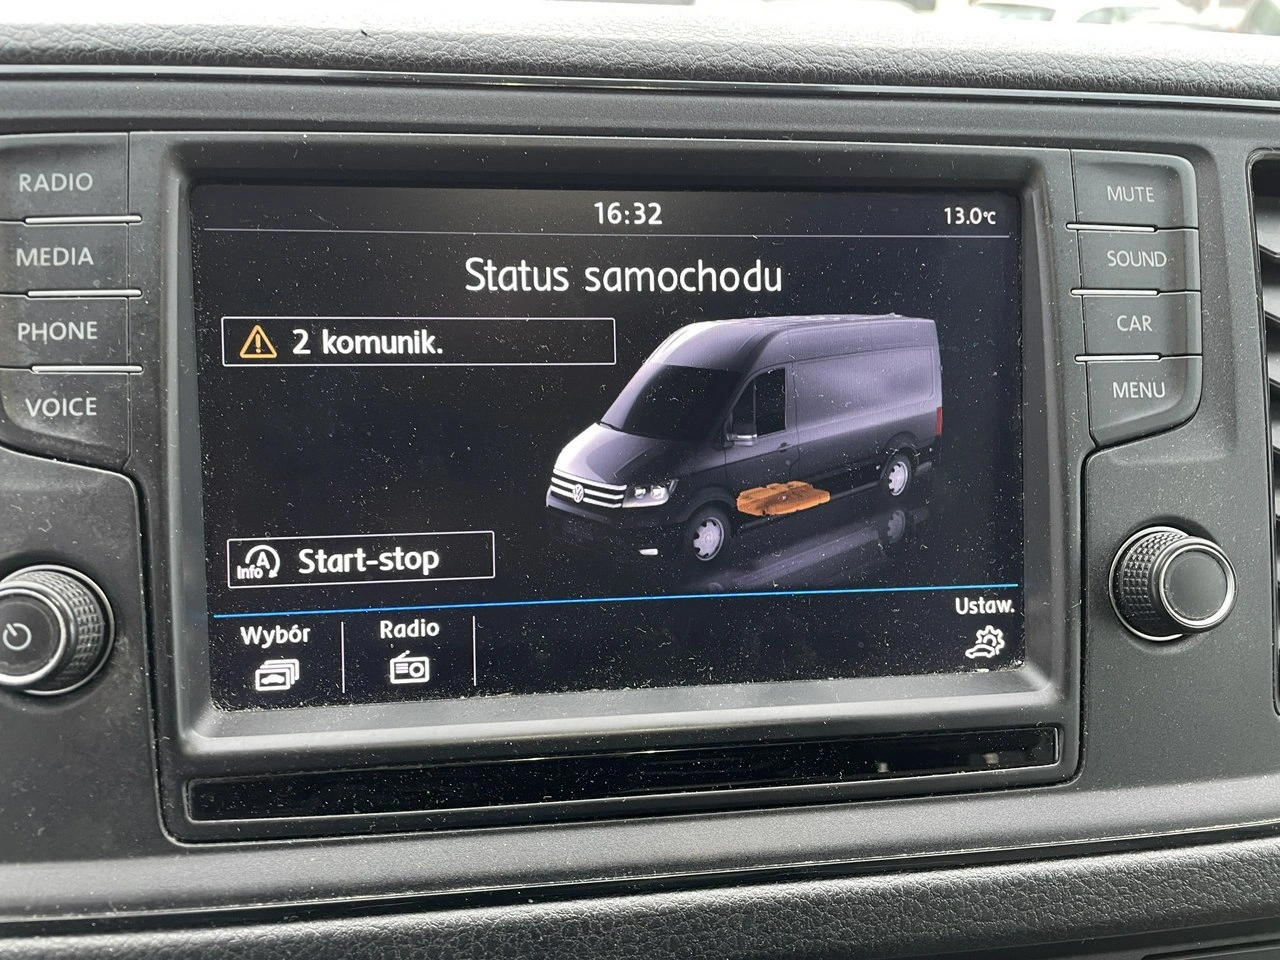 RADIO
MEDIA
PHONE
VOICE
16:32
13.0°C
Status samochodu
2 komunik.
Info A
Start-stop
Wybór
Radio
Ustaw.
MUTE
SOUND
CAR
MENU